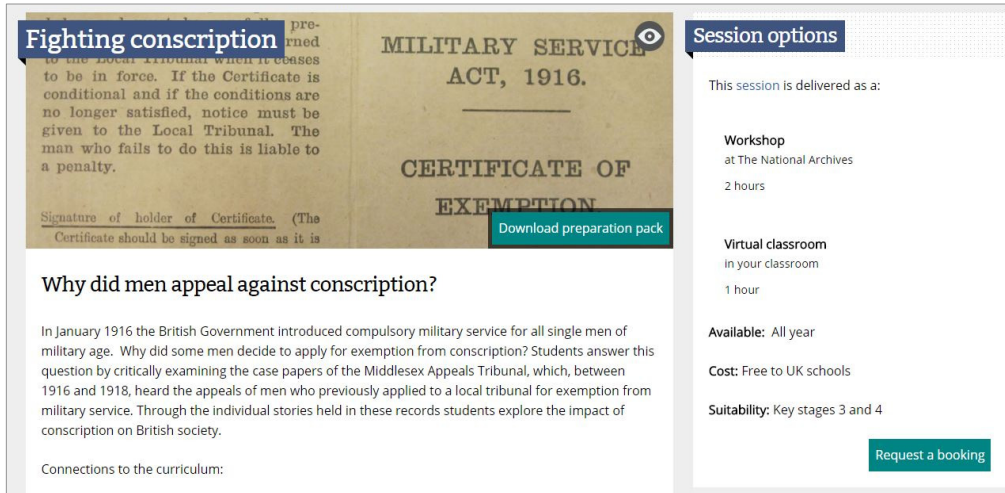 Fighting conscription
pre-
rned
to the Local Tribunal when it ceases
to be in force. If the Certificate is
conditional and if the conditions are
no longer satisfied, notice must be
given to the Local Tribunal. The
man who fails to do this is liable to
a penalty.
Signature of holder of Certificate. (The
Certificate should be signed as soon as it is
MILITARY SERVICE
ACT, 1916.
CERTIFICATE OF
EXEMPTION
Download preparation pack
Why did men appeal against conscription?
In January 1916 the British Government introduced compulsory military service for all single men of
military age. Why did some men decide to apply for exemption from conscription? Students answer this
question by critically examining the case papers of the Middlesex Appeals Tribunal, which, between
1916 and 1918, heard the appeals of men who previously applied to a local tribunal for exemption from
military service. Through the individual stories held in these records students explore the impact of
conscription on British society.
Connections to the curriculum:
Session options
This session is delivered as a:
Workshop
at The National Archives
2 hours
Virtual classroom
in your classroom
1 hour
Available: All year
Cost: Free to UK schools
Suitability: Key stages 3 and 4
Request a booking